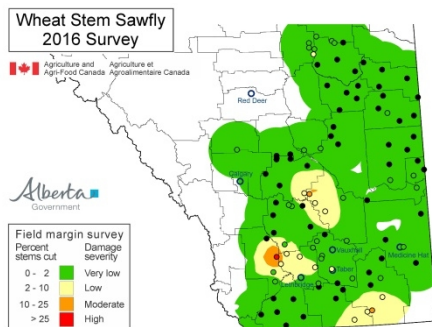 Wheat Stem Sawfly
2016 Survey
Agriculture and Agriculture et
Agri-Food Canada Agroalimentaire Canada
Red Deer
Calgary
Vauxhall
Medicine Hat
Taber
Lethbridge
Alberta
Government
Field margin survey
Percent Damage
stems cut severity
0 - 2 Very low
2 - 10 Low
10 - 25 Moderate
> 25 High